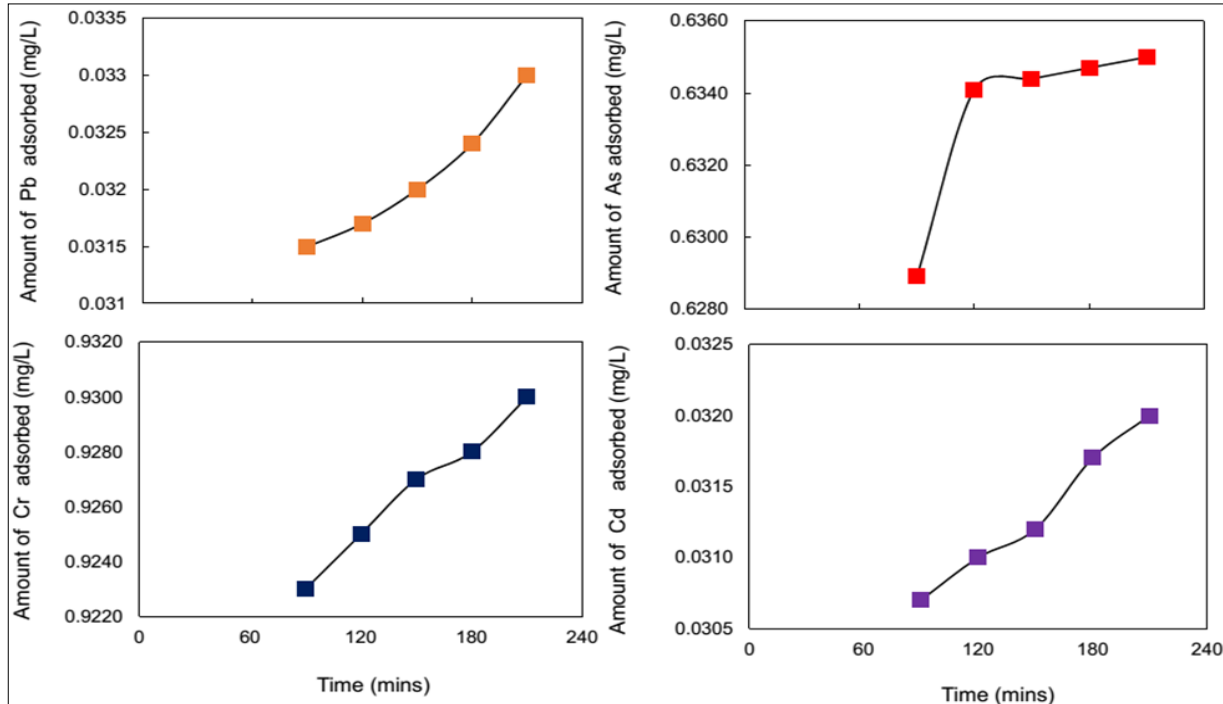 Amount of Pb adsorbed (mg/L)
0.0335
0.033
0.0325
0.032
0.0315
0.031
Amount of As adsorbed (mg/L)
0.6360
0.6340
0.6320
0.6300
0.6280
Amount of Cr adsorbed (mg/L)
0.9320
0.9300
0.9280
0.9260
0.9240
0.9220
0 60 120 180 240
Time (mins)
Amount of Cd adsorbed (mg/L)
0.0325
0.0320
0.0315
0.0310
0.0305
0 60 120 180 240
Time (mins)